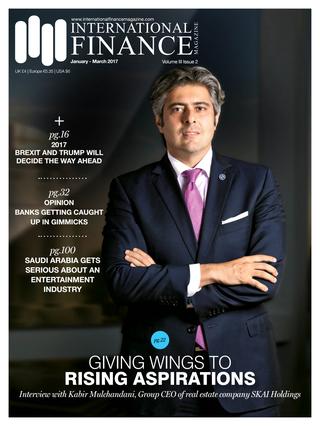 www.internationalfinancemagazine.com
INTERNATIONAL
FINANCE
MAGAZINE
January - March 2017
Volume III Issue 2
UK £4 | Europe €5.35 | USA $6
+
pg.16
2017
BREXIT AND TRUMP WILL
DECIDE THE WAY AHEAD
pg.32
OPINION
BANKS GETTING CAUGHT
UP IN GIMMICKS
pg.100
SAUDI ARABIA GETS
SERIOUS ABOUT AN
ENTERTAINMENT
INDUSTRY
pg.22
GIVING WINGS TO
RISING ASPIRATIONS
Interview with Kabir Mulchandani, Group CEO of real estate company SKAI Holdings